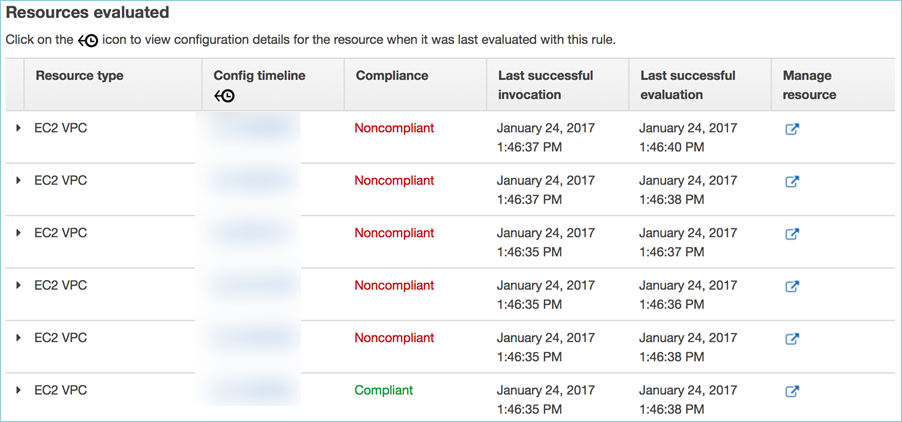 Resources evaluated
Click on the icon to view configuration details for the resource when it was last evaluated with this rule.
Resource type Config timeline Compliance Last successful invocation Last successful evaluation Manage resource
EC2 VPC Noncompliant January 24, 2017 1:46:37 PM January 24, 2017 1:46:40 PM
EC2 VPC Noncompliant January 24, 2017 1:46:37 PM January 24, 2017 1:46:38 PM
EC2 VPC Noncompliant January 24, 2017 1:46:35 PM January 24, 2017 1:46:37 PM
EC2 VPC Noncompliant January 24, 2017 1:46:35 PM January 24, 2017 1:46:36 PM
EC2 VPC Noncompliant January 24, 2017 1:46:35 PM January 24, 2017 1:46:38 PM
EC2 VPC Compliant January 24, 2017 1:46:35 PM January 24, 2017 1:46:38 PM